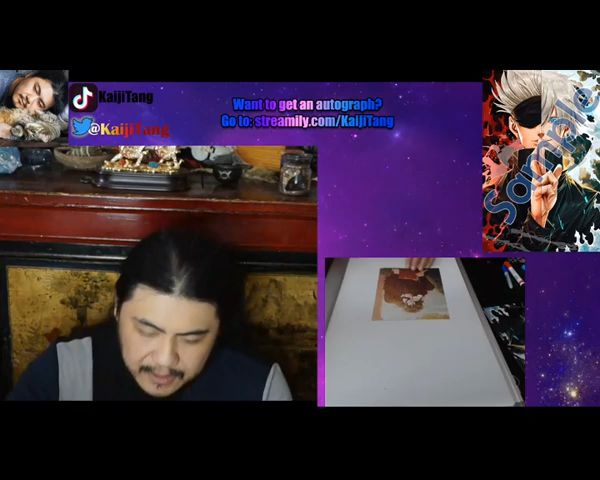 KaijiTang
@KaijiTang
Want to get an autograph?
Go to: streamily.com/KaijiTang
Sample